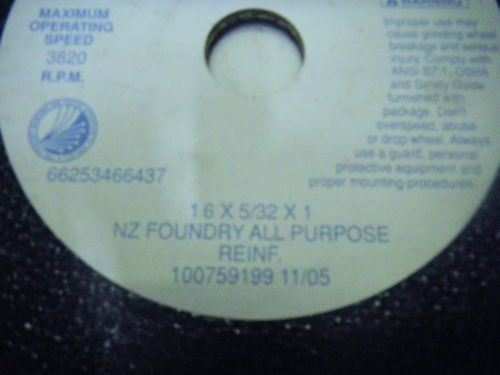 MAXIMUM
OPERATING
SPEED
3820
R.P.M.
66253466437
WARNING
Improper use may
cause grinding wheel
breakage and serious
injury. Comply with
ANSI B7.1, OSHA
and Safety Guide
furnished with
package. Don't
overspeed, abuse
or drop wheel. Always
use a guard, personal
protective equipment and
proper mounting procedures.
16 X 5/32 X 1
NZ FOUNDRY ALL PURPOSE
REINF.
100759199 11/05